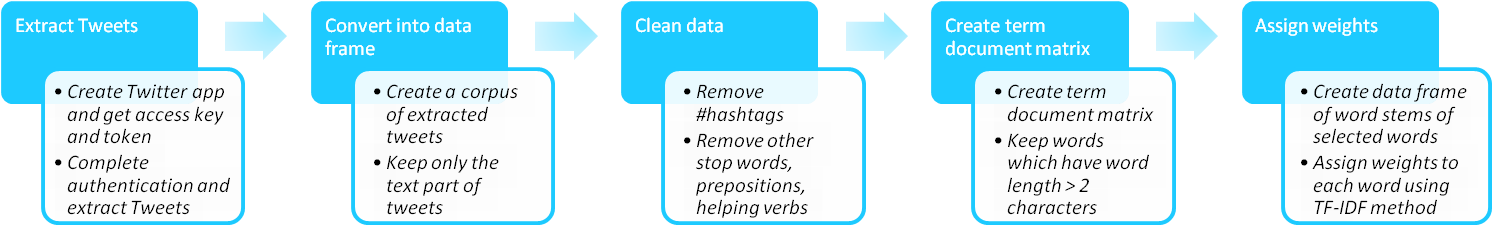 Extract Tweets
• Create Twitter app
and get access key
and token
• Complete
authentication and
extract Tweets
Convert into data
frame
• Create a corpus
of extracted
tweets
• Keep only the
text part of
tweets
Clean data
• Remove
#hashtags
• Remove other
stop words,
prepositions,
helping verbs
Create term
document matrix
• Create term
document matrix
• Keep words
which have word
length > 2
characters
Assign weights
• Create data frame
of word stems of
selected words
• Assign weights to
each word using
TF-IDF method